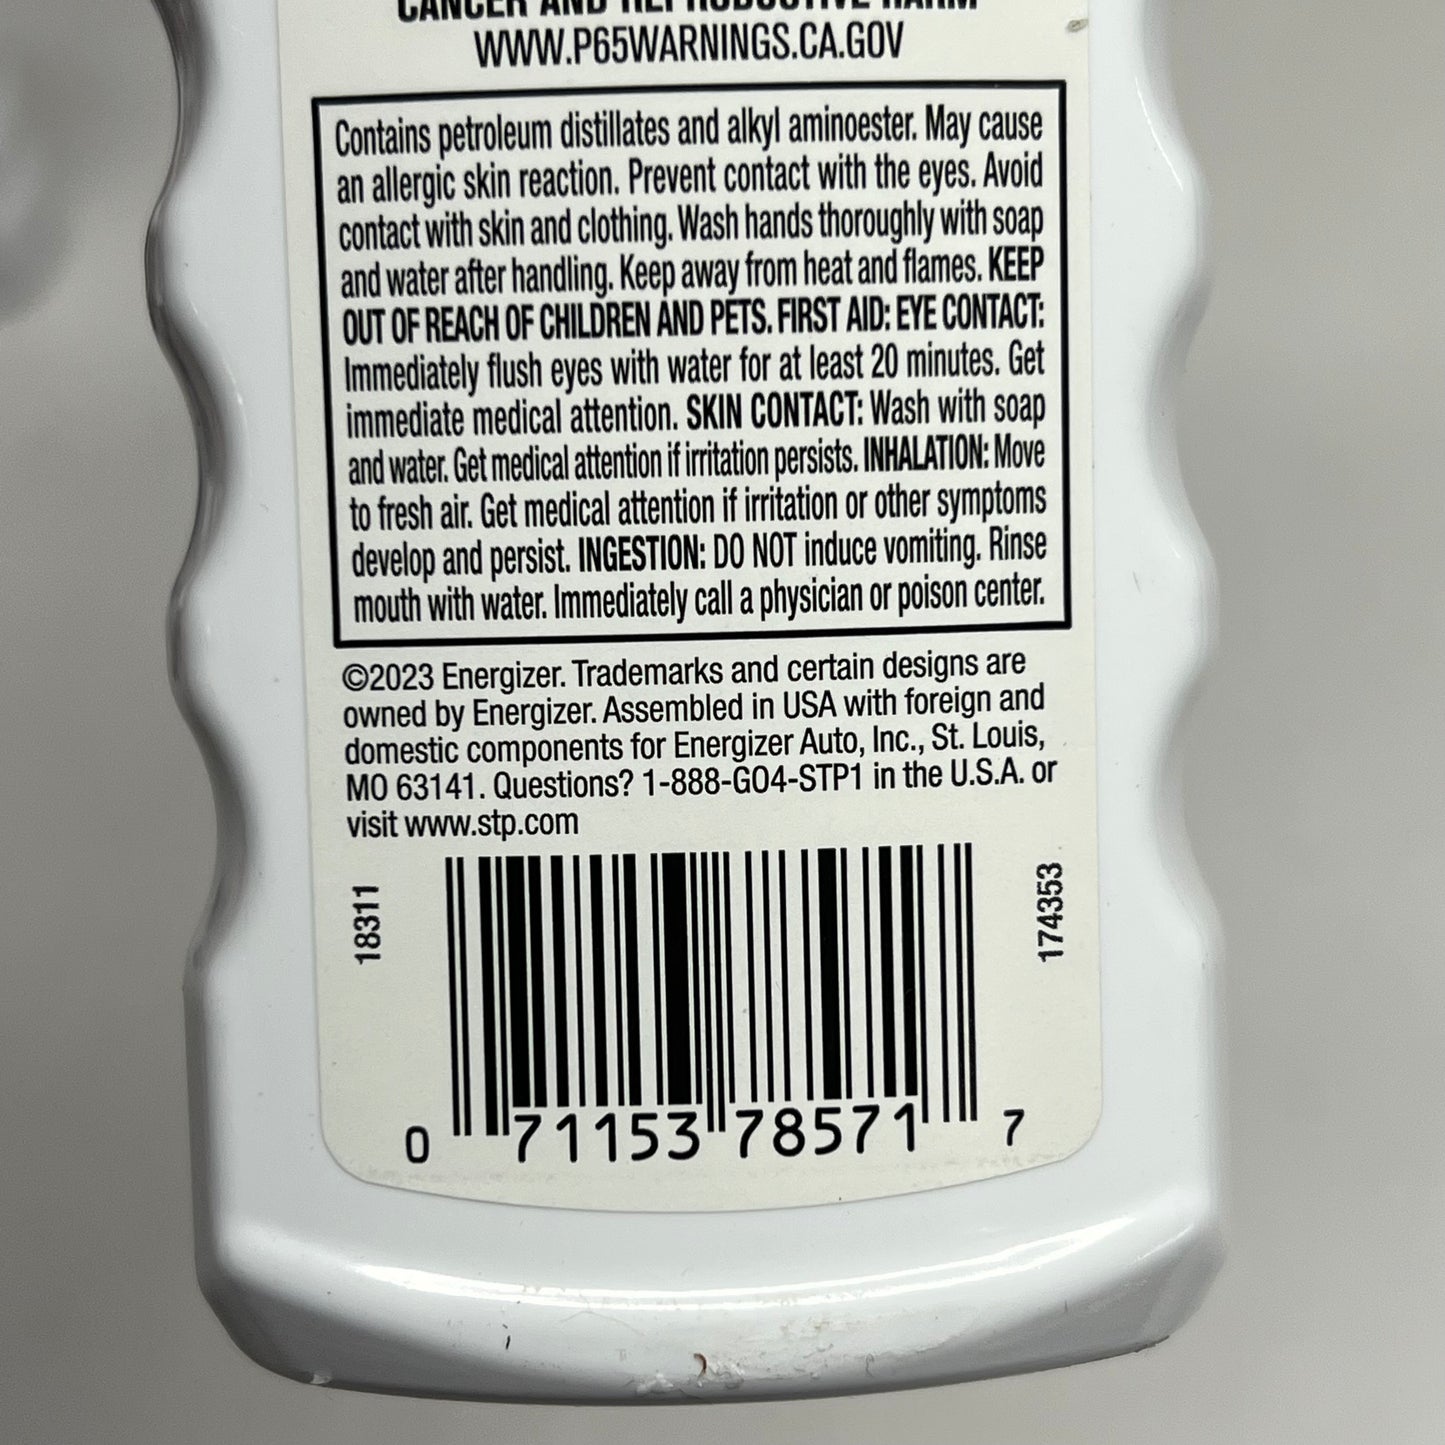 CANCER AND REPRODUCTIVE HARM
WWW.P65WARNINGS.CA.GOV
Contains petroleum distillates and alkyl aminoester. May cause
an allergic skin reaction. Prevent contact with the eyes. Avoid
contact with skin and clothing. Wash hands thoroughly with soap
and water after handling. Keep away from heat and flames. KEEP
OUT OF REACH OF CHILDREN AND PETS. FIRST AID: EYE CONTACT:
Immediately flush eyes with water for at least 20 minutes. Get
immediate medical attention. SKIN CONTACT: Wash with soap
and water. Get medical attention if irritation persists. INHALATION: Move
to fresh air. Get medical attention if irritation or other symptoms
develop and persist. INGESTION: DO NOT induce vomiting. Rinse
mouth with water. Immediately call a physician or poison center.
©2023 Energizer. Trademarks and certain designs are
owned by Energizer. Assembled in USA with foreign and
domestic components for Energizer Auto, Inc., St. Louis,
MO 63141. Questions? 1-888-GO4-STP1 in the U.S.A. or
visit www.stp.com
18311
174353
0 71153 78571 7